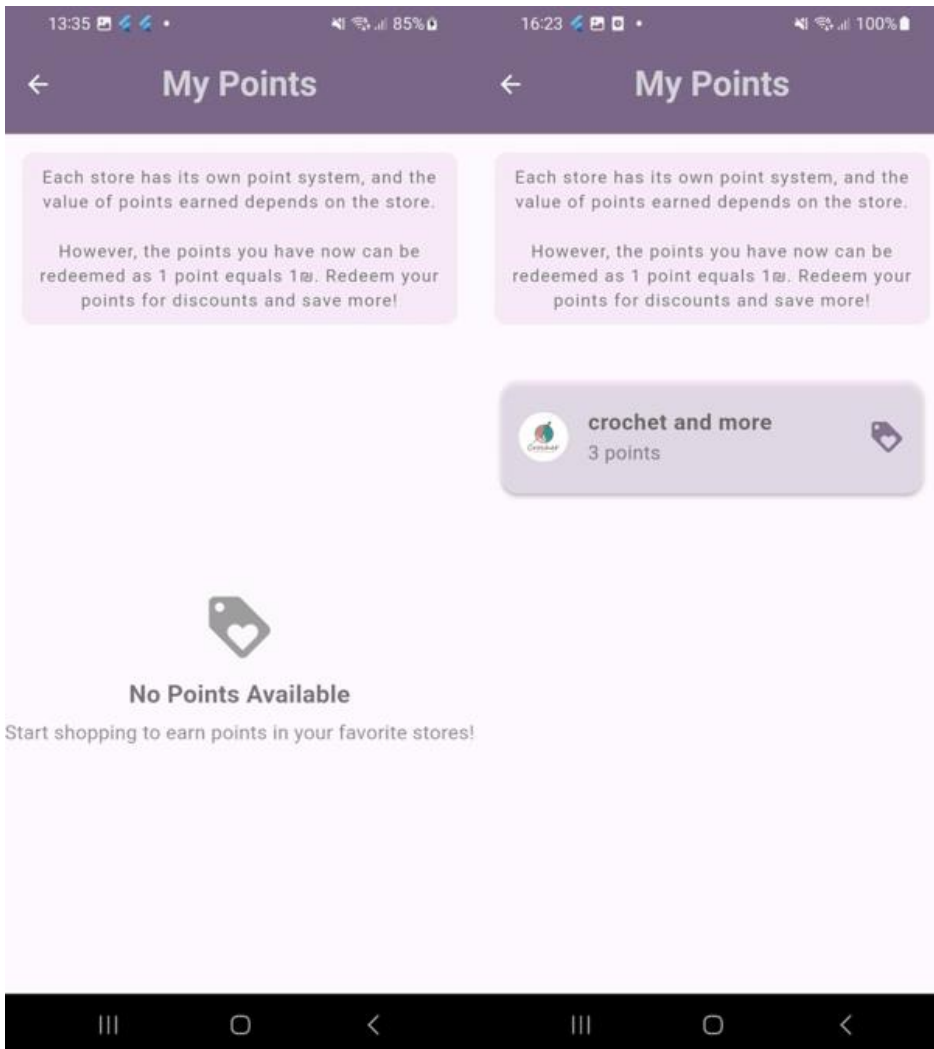 13:35
85%
My Points
Each store has its own point system, and the
value of points earned depends on the store.
However, the points you have now can be
redeemed as 1 point equals 1₪. Redeem your
points for discounts and save more!
No Points Available
Start shopping to earn points in your favorite stores!
16:23
100%
My Points
Each store has its own point system, and the
value of points earned depends on the store.
However, the points you have now can be
redeemed as 1 point equals 1₪. Redeem your
points for discounts and save more!
Crochet
crochet and more
3 points